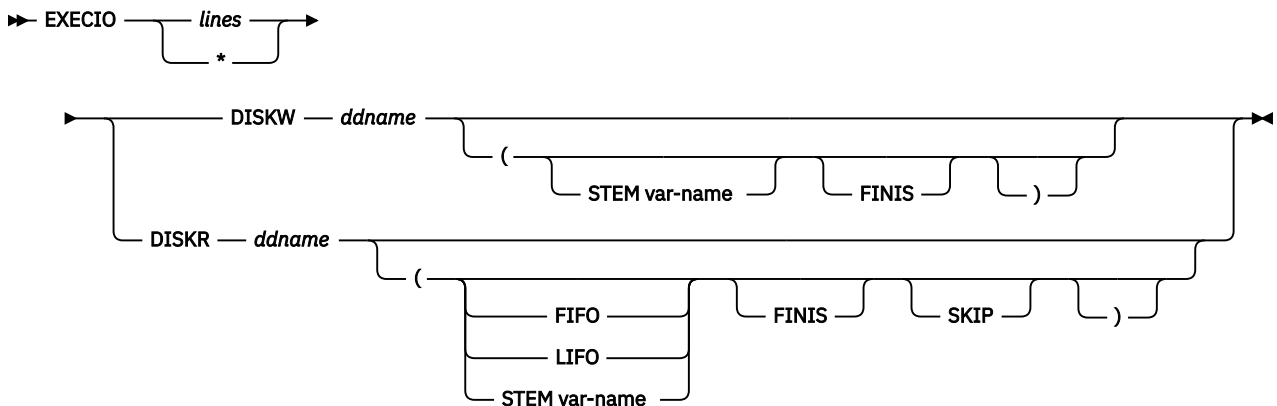 EXECIO lines
*
DISKW ddname
(
STEM var-name FINIS )
DISKR ddname
(
FIFO FINIS SKIP )
LIFO
STEM var-name